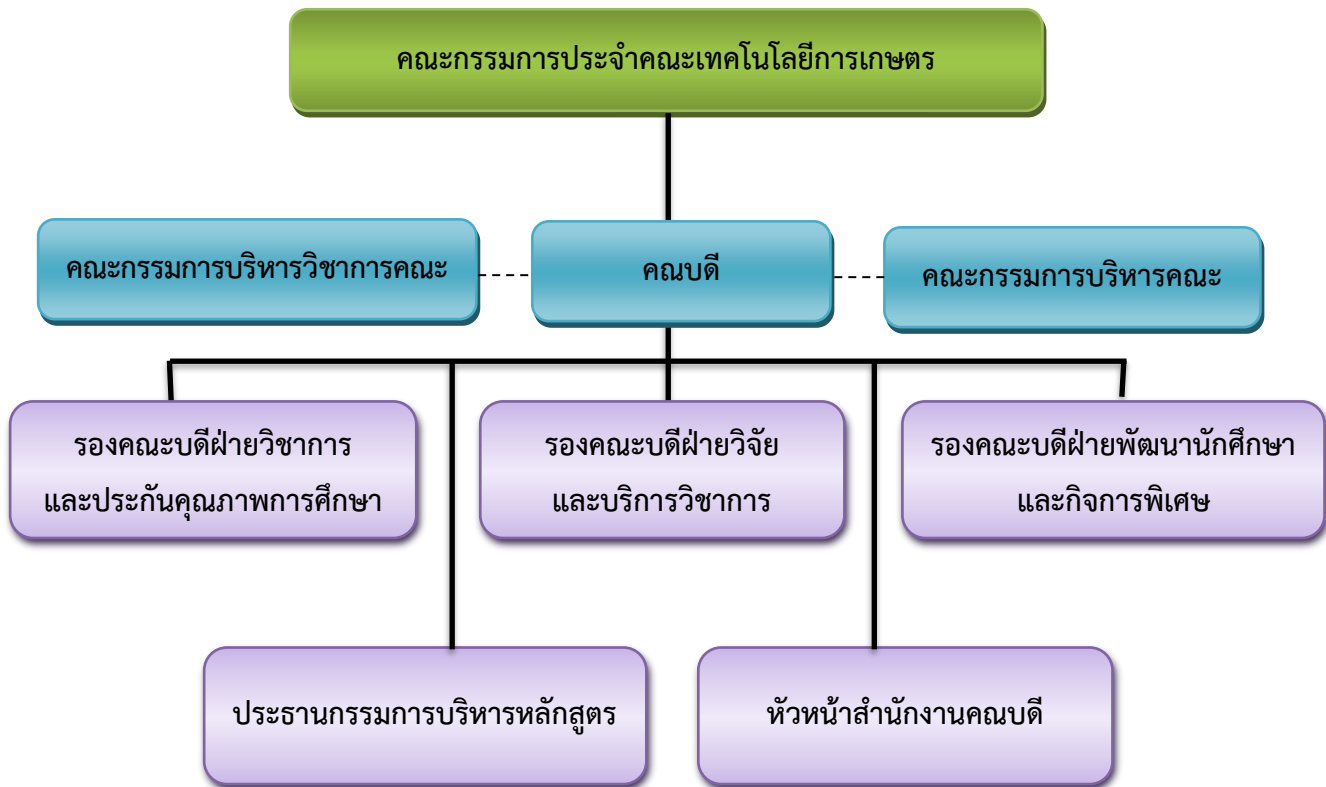 คณะกรรมการประจำคณะเทคโนโลยีการเกษตร
คณะกรรมการบริหารวิชาการคณะ
คณบดี
คณะกรรมการบริหารคณะ
รองคณะบดีฝ่ายวิชาการ
และประกันคุณภาพการศึกษา
รองคณะบดีฝ่ายวิจัย
และบริการวิชาการ
รองคณะบดีฝ่ายพัฒนานักศึกษา
และกิจการพิเศษ
ประธานกรรมการบริหารหลักสูตร
หัวหน้าสำนักงานคณบดี